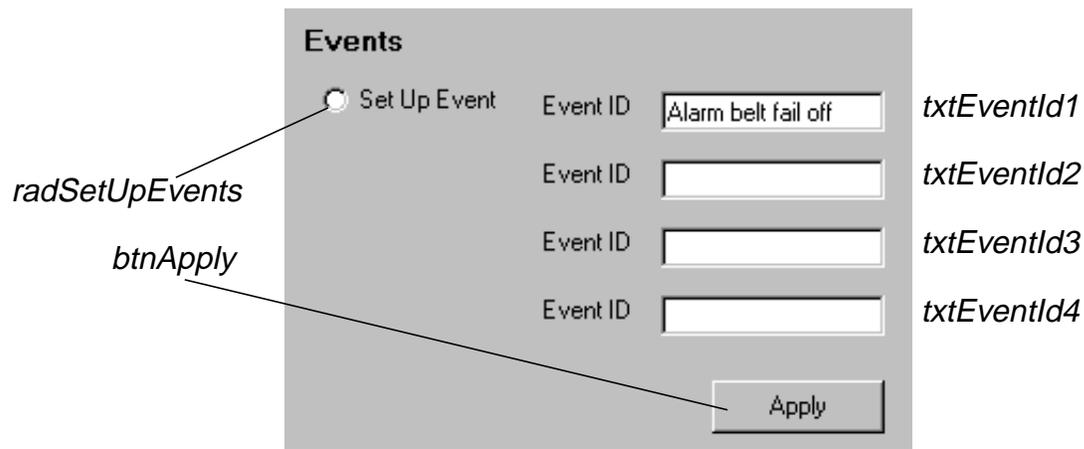 Events
Set Up Event Event ID Alarm belt fail off txtEventId1
Event ID txtEventId2
radSetUpEvents
Event ID txtEventId3
btnApply
Event ID txtEventId4
Apply